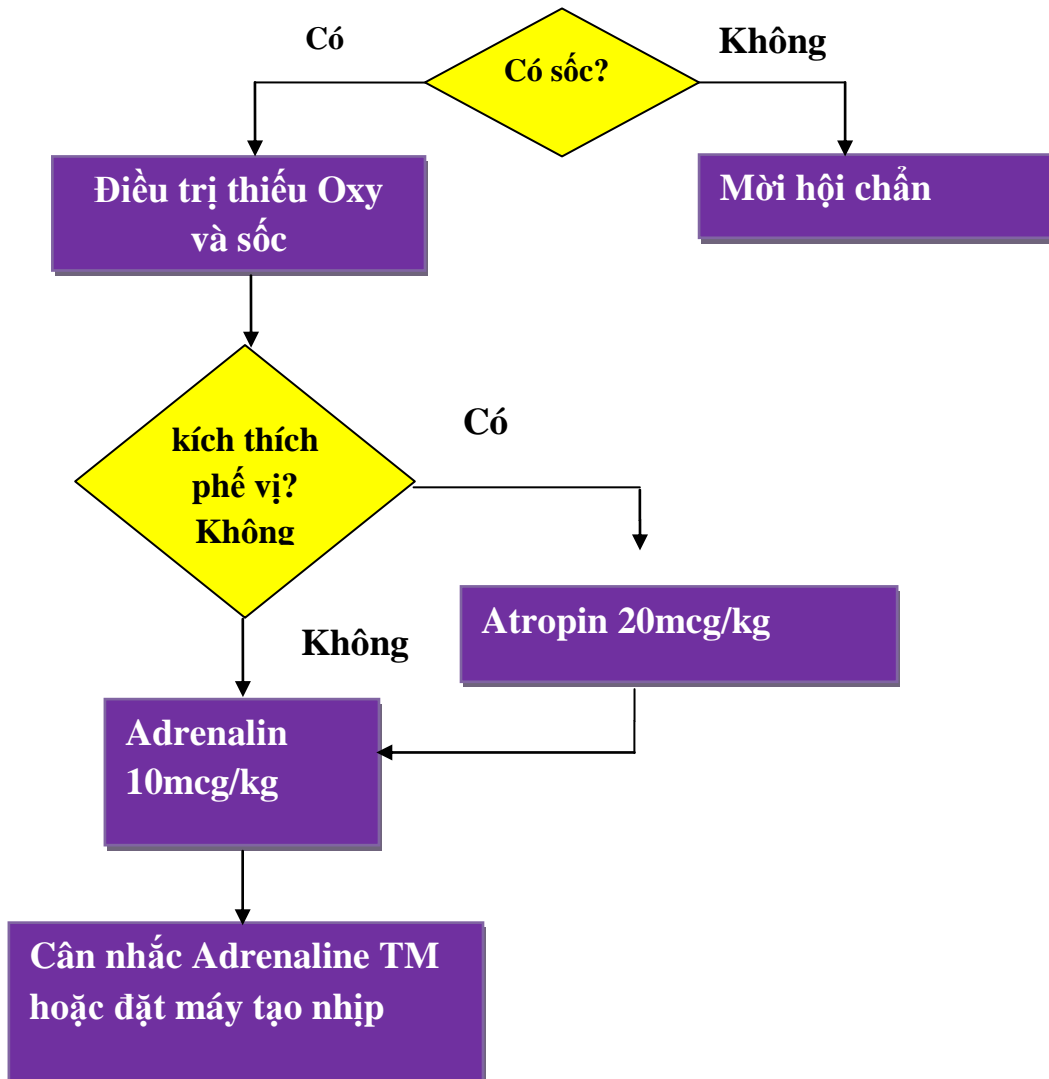 Có
Không
Có sốc?
Điều trị thiếu Oxy
và sốc
Mời hội chẩn
kích thích
phế vị?
Không
Có
Atropin 20mcg/kg
Không
Adrenalin
10mcg/kg
Cân nhắc Adrenaline TM
hoặc đặt máy tạo nhịp